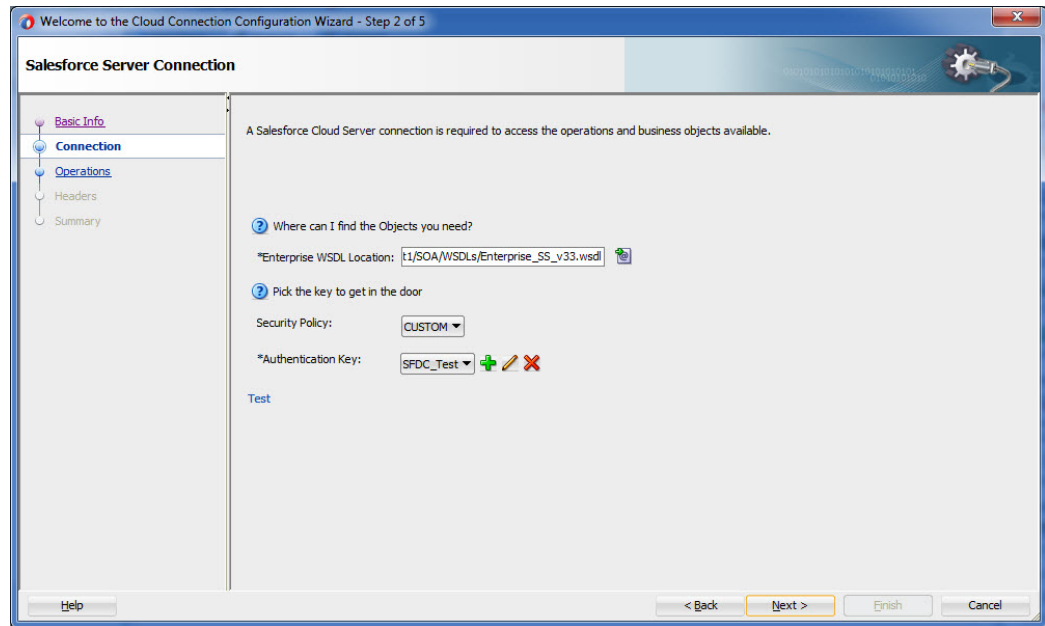 Welcome to the Cloud Connection Configuration Wizard - Step 2 of 5
Salesforce Server Connection
Basic Info
Connection
Operations
Headers
Summary
A Salesforce Cloud Server connection is required to access the operations and business objects available.
Where can I find the Objects you need?
*Enterprise WSDL Location: t1/SOA/WSDLs/Enterprise_SS_v33.wsdl
Pick the key to get in the door
Security Policy: CUSTOM
*Authentication Key: SFDC_Test
Test
Help < Back Next > Finish Cancel